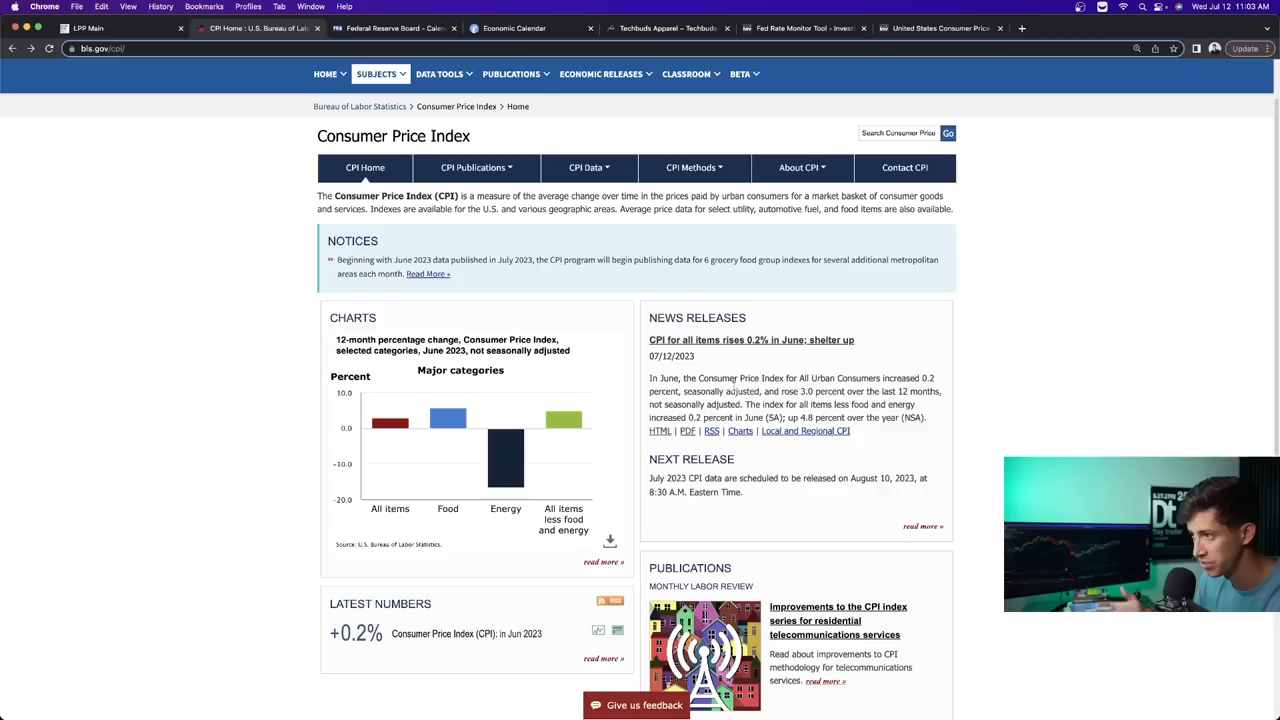 Chrome File Edit View History Bookmarks Profiles Tab Window Help
Wed Jul 12 11:03 AM
LPP Main
CPI Home : U.S. Bureau of Lab
Federal Reserve Board - Calen
Economic Calendar
Techbuds Apparel – Techbuds
Fed Rate Monitor Tool - Invest
United States Consumer Price
bls.gov/cpi/
Update
HOME SUBJECTS DATA TOOLS PUBLICATIONS ECONOMIC RELEASES CLASSROOM BETA
Bureau of Labor Statistics > Consumer Price Index > Home
Consumer Price Index
Search Consumer Price Go
CPI Home CPI Publications CPI Data CPI Methods About CPI Contact CPI
The Consumer Price Index (CPI) is a measure of the average change over time in the prices paid by urban consumers for a market basket of consumer goods
and services. Indexes are available for the U.S. and various geographic areas. Average price data for select utility, automotive fuel, and food items are also available.
NOTICES
Beginning with June 2023 data published in July 2023, the CPI program will begin publishing data for 6 grocery food group indexes for several additional metropolitan
areas each month. Read More »
CHARTS
12-month percentage change, Consumer Price Index,
selected categories, June 2023, not seasonally adjusted
Major categories
Percent
10.0
0.0
-10.0
-20.0
All items Food Energy All items
less food
and energy
Source: U.S. Bureau of Labor Statistics.
read more »
LATEST NUMBERS
RSS
+0.2% Consumer Price Index (CPI): in Jun 2023
read more »
NEWS RELEASES
CPI for all items rises 0.2% in June; shelter up
07/12/2023
In June, the Consumer Price Index for All Urban Consumers increased 0.2
percent, seasonally adjusted, and rose 3.0 percent over the last 12 months,
not seasonally adjusted. The index for all items less food and energy
increased 0.2 percent in June (SA); up 4.8 percent over the year (NSA).
HTML | PDF | RSS | Charts | Local and Regional CPI
NEXT RELEASE
July 2023 CPI data are scheduled to be released on August 10, 2023, at
8:30 A.M. Eastern Time.
read more »
PUBLICATIONS
MONTHLY LABOR REVIEW
Improvements to the CPI index
series for residential
telecommunications services
Read about improvements to CPI
methodology for telecommunications
services. read more »
Give us feedback
Dt